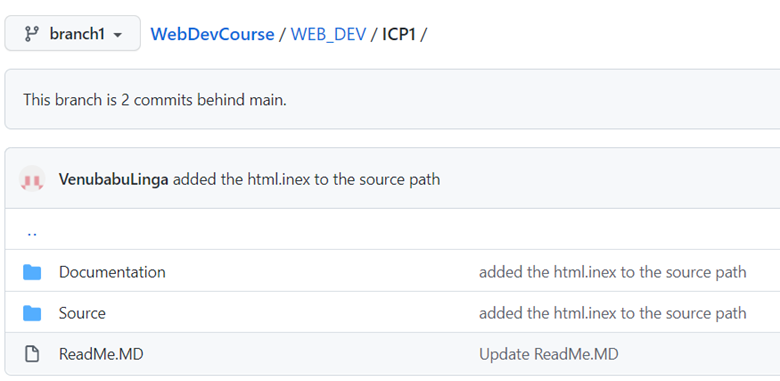 branch1 WebDevCourse / WEB_DEV / ICP1 /
This branch is 2 commits behind main.
VenubabuLinga added the html.inex to the source path
..
Documentation added the html.inex to the source path
Source added the html.inex to the source path
ReadMe.MD Update ReadMe.MD